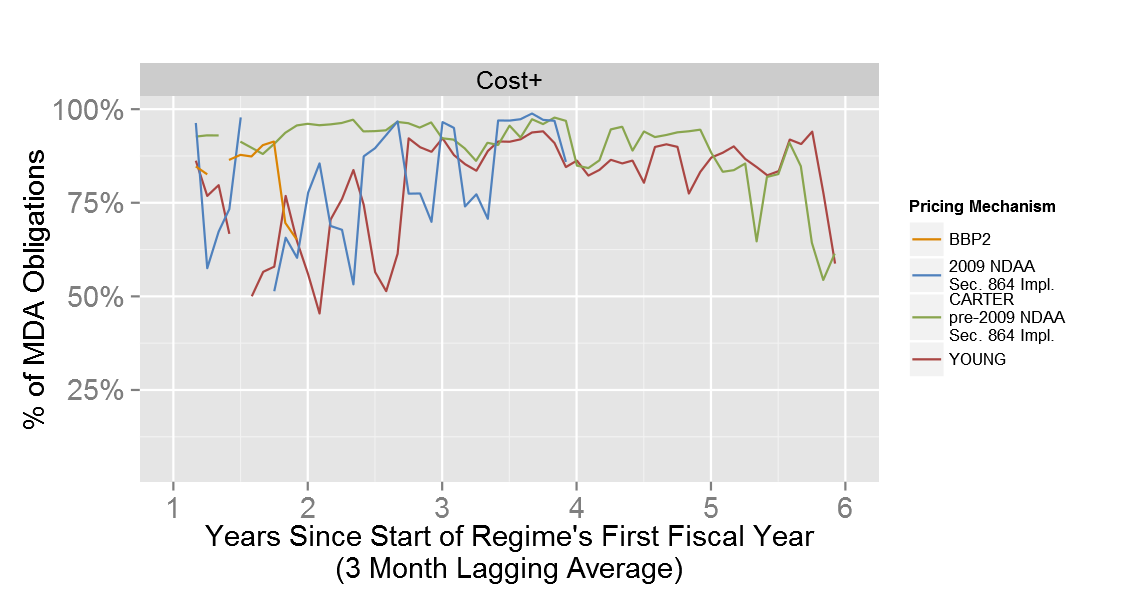 Cost+
100%
75%
50%
25%
% of MDA Obligations
1 2 3 4 5 6
Years Since Start of Regime's First Fiscal Year
(3 Month Lagging Average)
Pricing Mechanism
BBP2
2009 NDAA
Sec. 864 Impl.
CARTER
pre-2009 NDAA
Sec. 864 Impl.
YOUNG